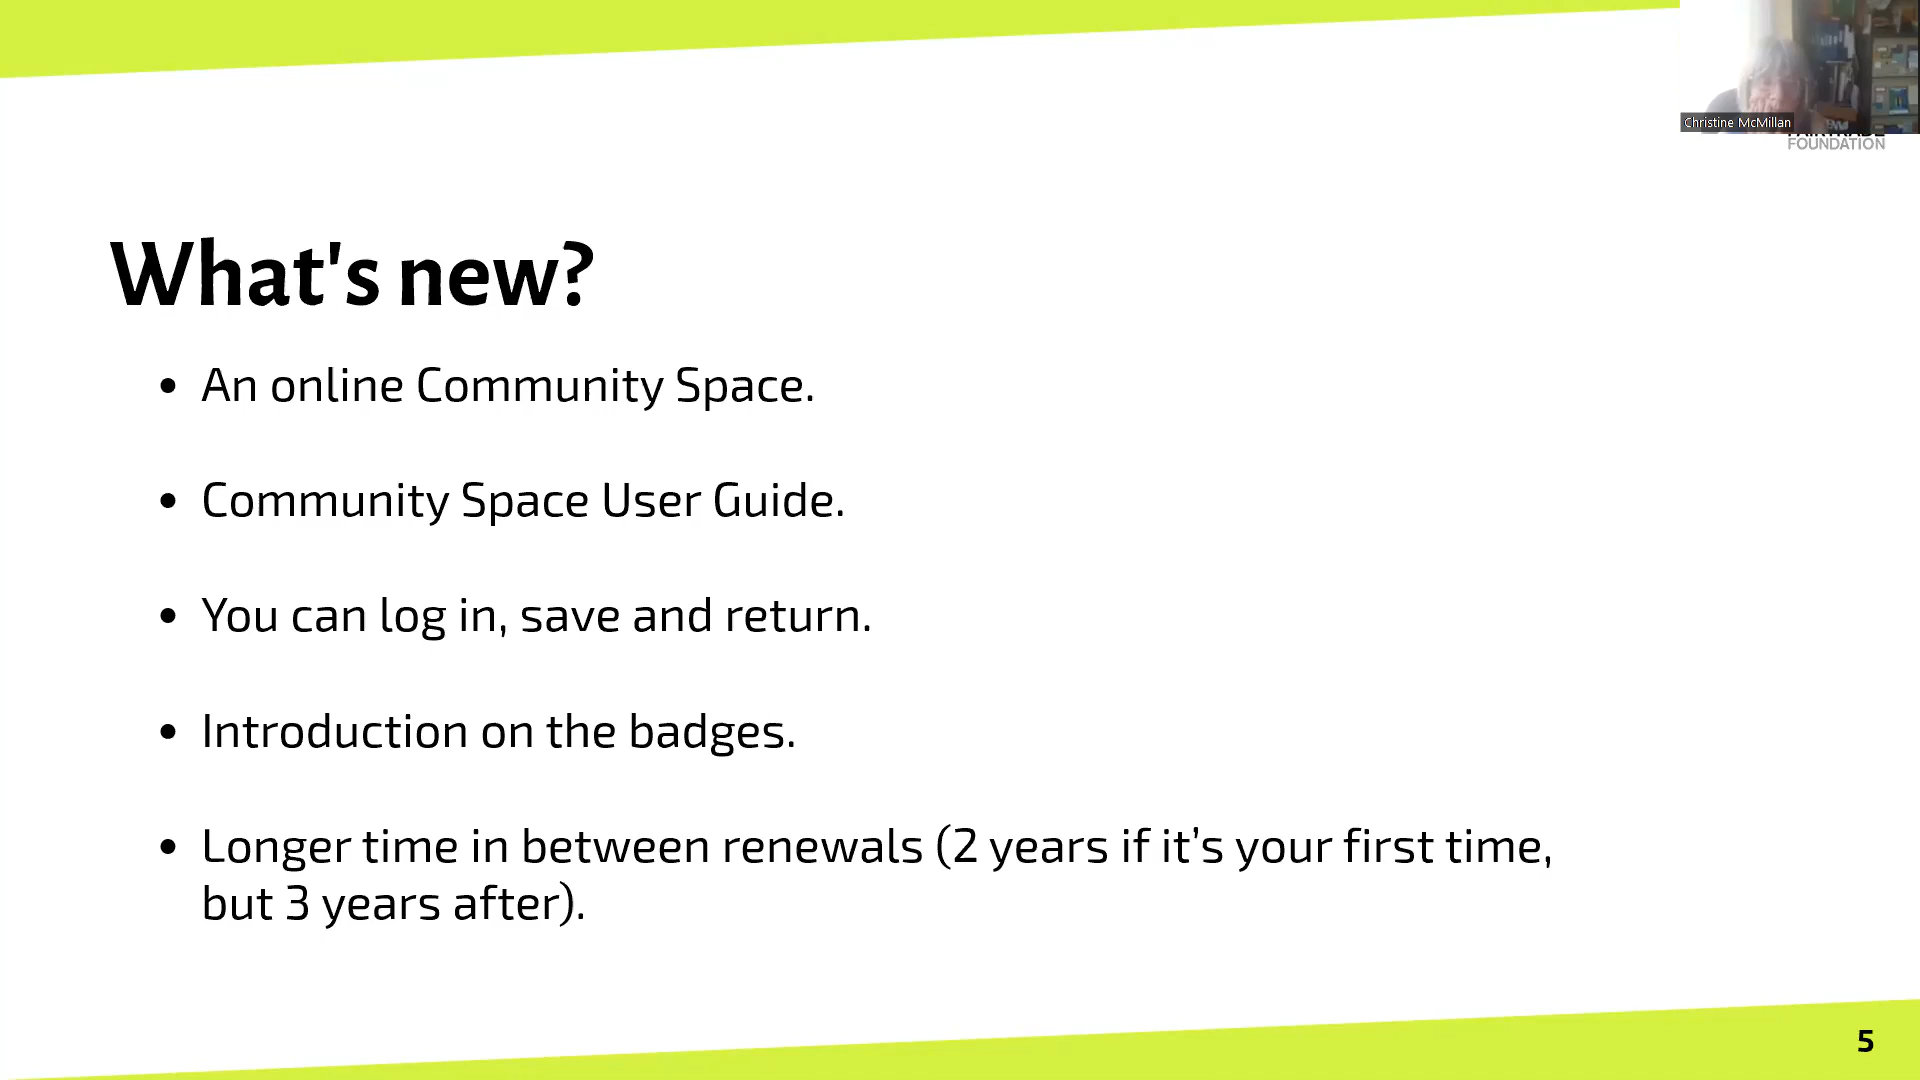 Christine McMillan
FOUNDATION
What's new?
• An online Community Space.
• Community Space User Guide.
• You can log in, save and return.
• Introduction on the badges.
• Longer time in between renewals (2 years if it’s your first time,
but 3 years after).
5